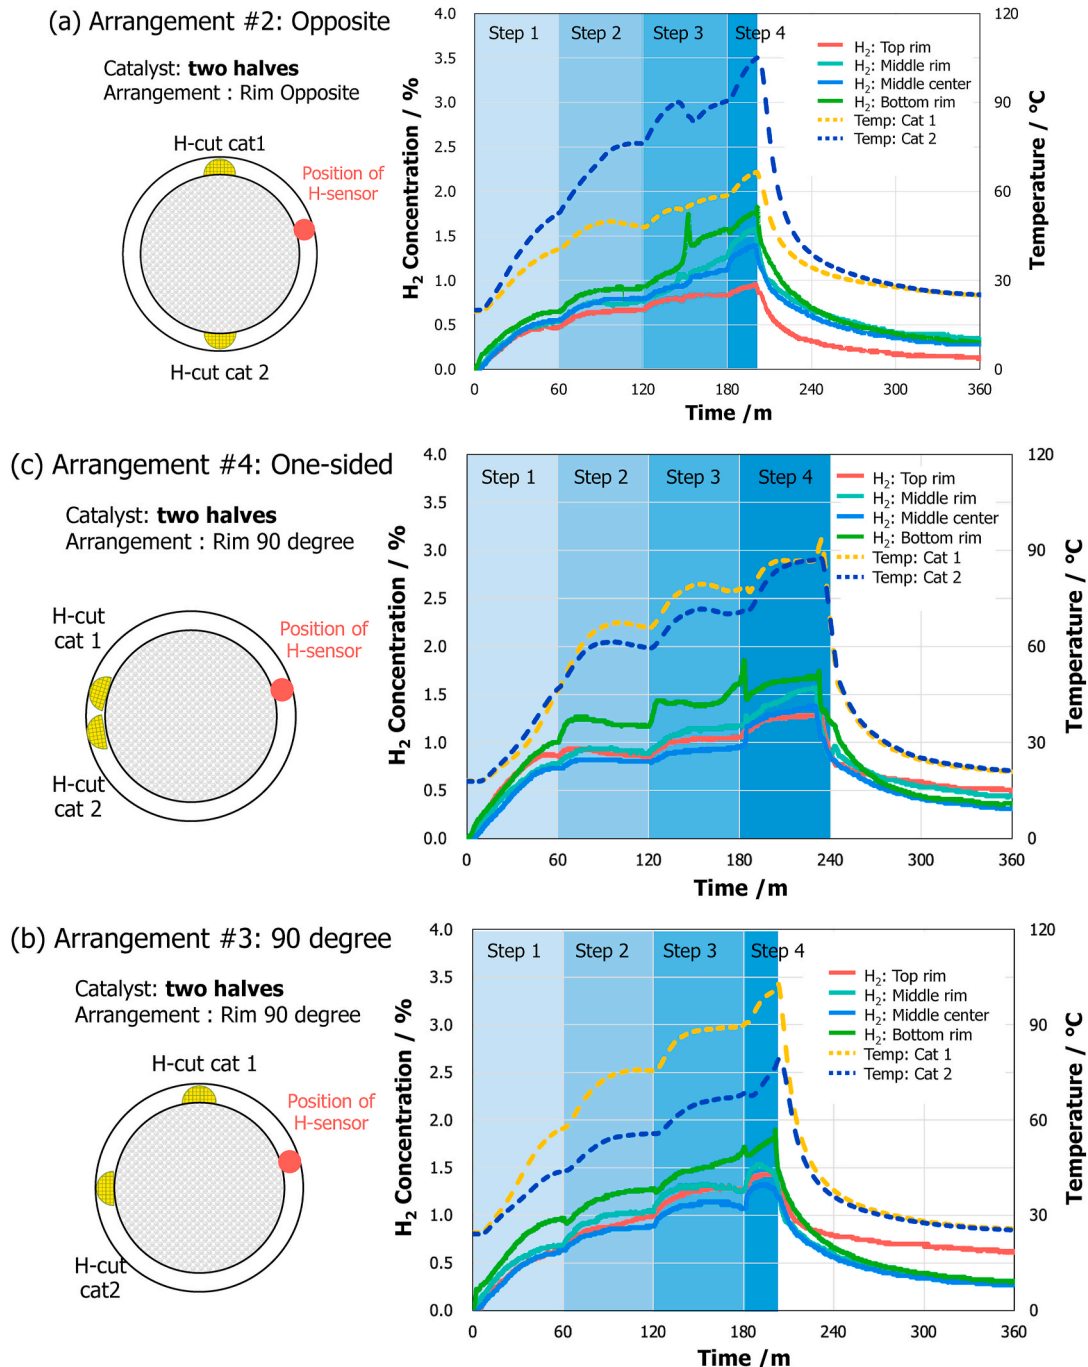 (a) Arrangement #2: Opposite
Catalyst: two halves
Arrangement : Rim Opposite
H-cut cat1
Position of
H-sensor
H-cut cat 2
H2 Concentration / %
4.0
3.5
3.0
2.5
2.0
1.5
1.0
0.5
0.0
Step 1
Step 2
Step 3
Step 4
H2: Top rim
H2: Middle rim
H2: Middle center
H2: Bottom rim
Temp: Cat 1
Temp: Cat 2
120
90
60
30
0
Temperature / °C
0 60 120 180 240 300 360
Time /m
(c) Arrangement #4: One-sided
Catalyst: two halves
Arrangement : Rim 90 degree
H-cut
cat 1
Position of
H-sensor
H-cut
cat 2
H2 Concentration / %
4.0
3.5
3.0
2.5
2.0
1.5
1.0
0.5
0.0
Step 1
Step 2
Step 3
Step 4
H2: Top rim
H2: Middle rim
H2: Middle center
H2: Bottom rim
Temp: Cat 1
Temp: Cat 2
120
90
60
30
0
Temperature / °C
0 60 120 180 240 300 360
Time /m
(b) Arrangement #3: 90 degree
Catalyst: two halves
Arrangement : Rim 90 degree
H-cut cat 1
Position of
H-sensor
H-cut
cat2
H2 Concentration / %
4.0
3.5
3.0
2.5
2.0
1.5
1.0
0.5
0.0
Step 1
Step 2
Step 3
Step 4
H2: Top rim
H2: Middle rim
H2: Middle center
H2: Bottom rim
Temp: Cat 1
Temp: Cat 2
120
90
60
30
0
Temperature / °C
0 60 120 180 240 300 360
Time /m